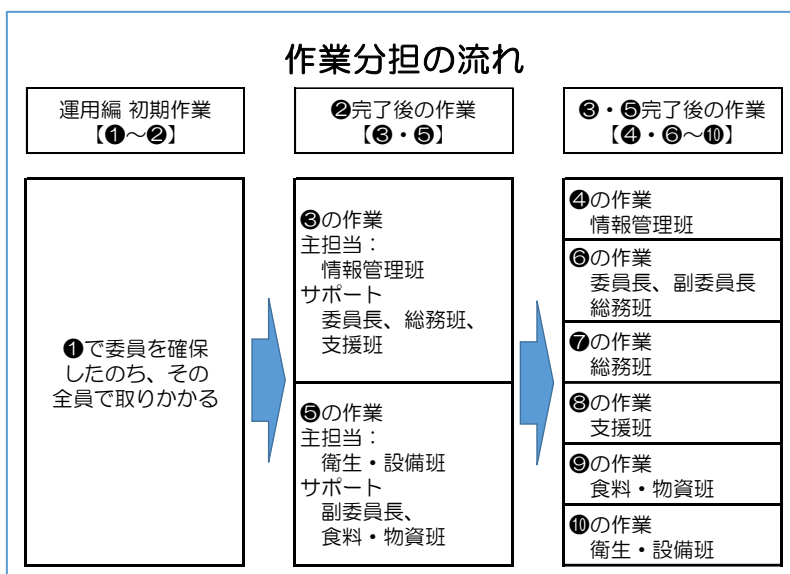 作業分担の流れ
運用編 初期作業
【❶~❷】
❷完了後の作業
【❸・❺】
❸・❺完了後の作業
【❹・❻~❿】
❶で委員を確保
したのち、その
全員で取りかかる
❸の作業
主担当:
情報管理班
サポート
委員長、総務班、
支援班
❺の作業
主担当:
衛生・設備班
サポート
副委員長、
食料・物資班
❹の作業
情報管理班
❻の作業
委員長、副委員長
総務班
❼の作業
総務班
❽の作業
支援班
❾の作業
食料・物資班
❿の作業
衛生・設備班